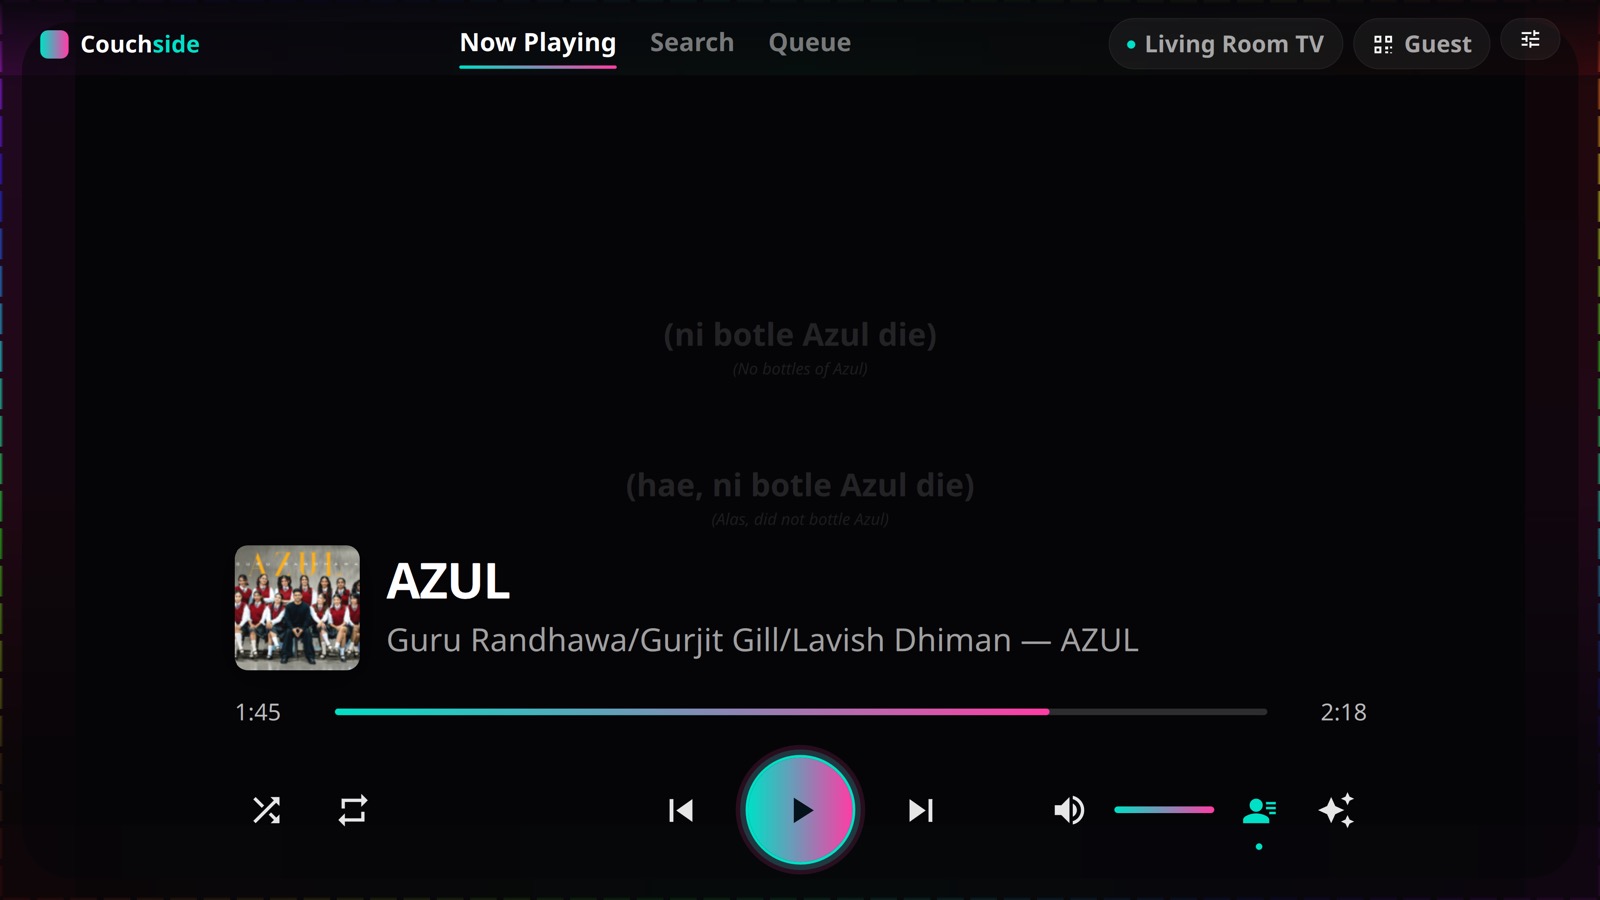 Couchside
Now Playing
Search
Queue
Living Room TV
Guest
(ni botle Azul die)
(No bottles of Azul)
(hae, ni botle Azul die)
(Alas, did not bottle Azul)
AZUL
AZUL
Guru Randhawa/Gurjit Gill/Lavish Dhiman — AZUL
1:45
2:18